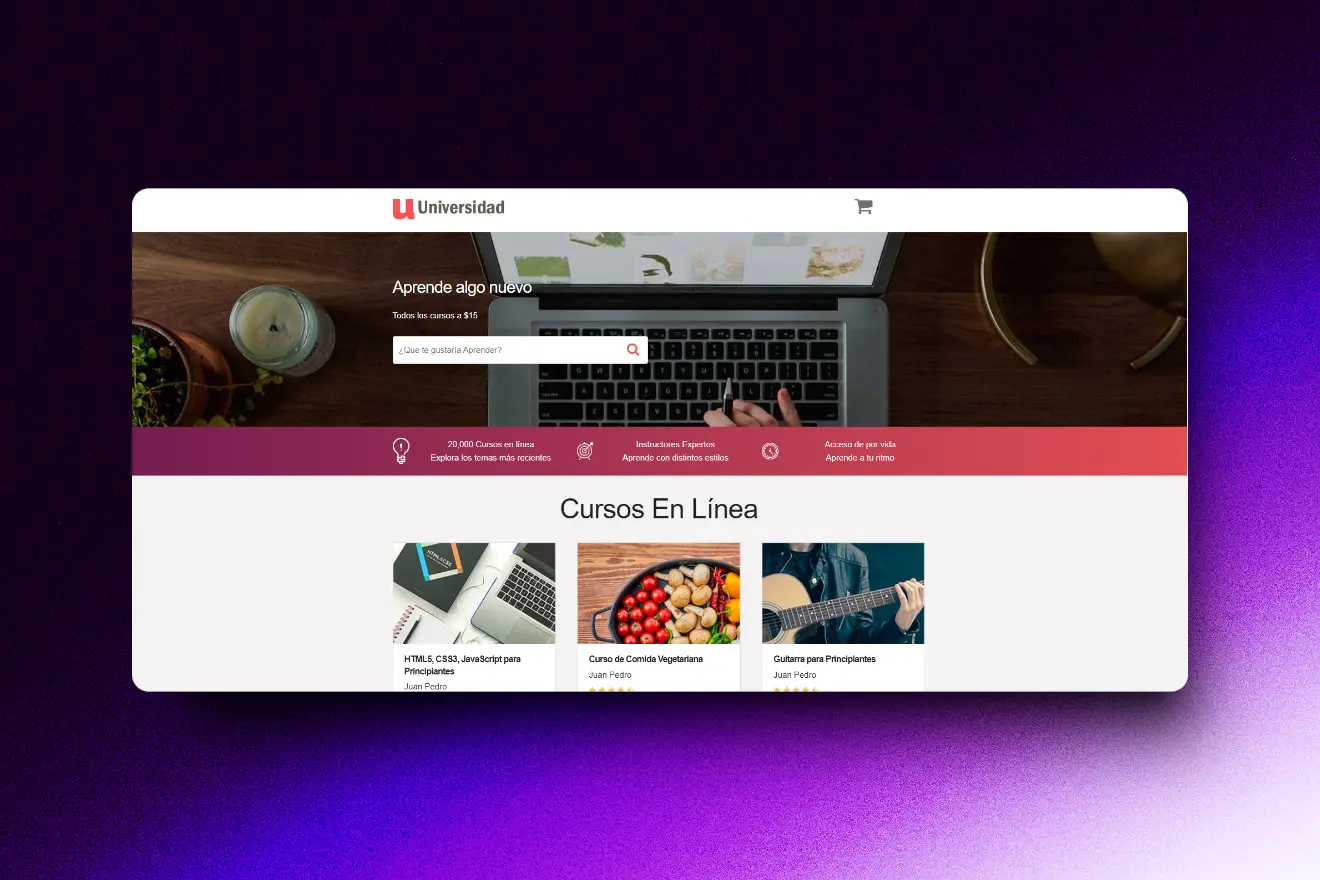 u Universidad
Aprende algo nuevo
Todos los cursos a $15
¿Que te gustaria Aprender?
20,000 Cursos en línea
Explora los temas más recientes
Instructores Expertos
Aprende con distintos estilos
Acceso de por vida
Aprende a tu ritmo
Cursos En Línea
HTML5, CSS3, JavaScript para
Principiantes
Juan Pedro
Curso de Comida Vegetariana
Juan Pedro
Guitarra para Principiantes
Juan Pedro